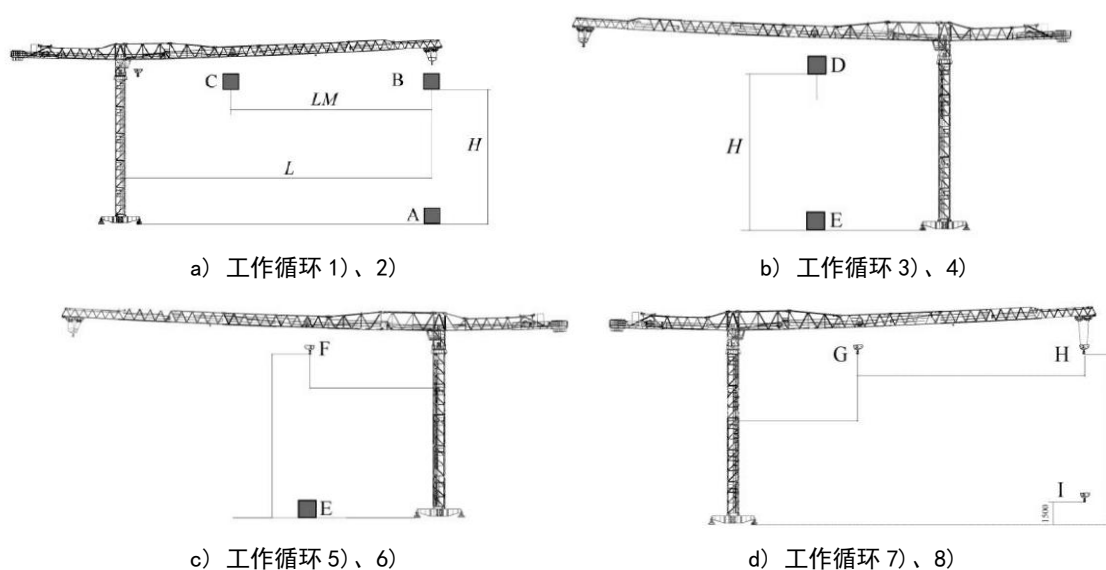 C
B
LM
H
L
A
a) 工作循环 1)、2)
D
H
E
b) 工作循环 3)、4)
F
E
c) 工作循环 5)、6)
G
H
I
1500
d) 工作循环 7)、8)